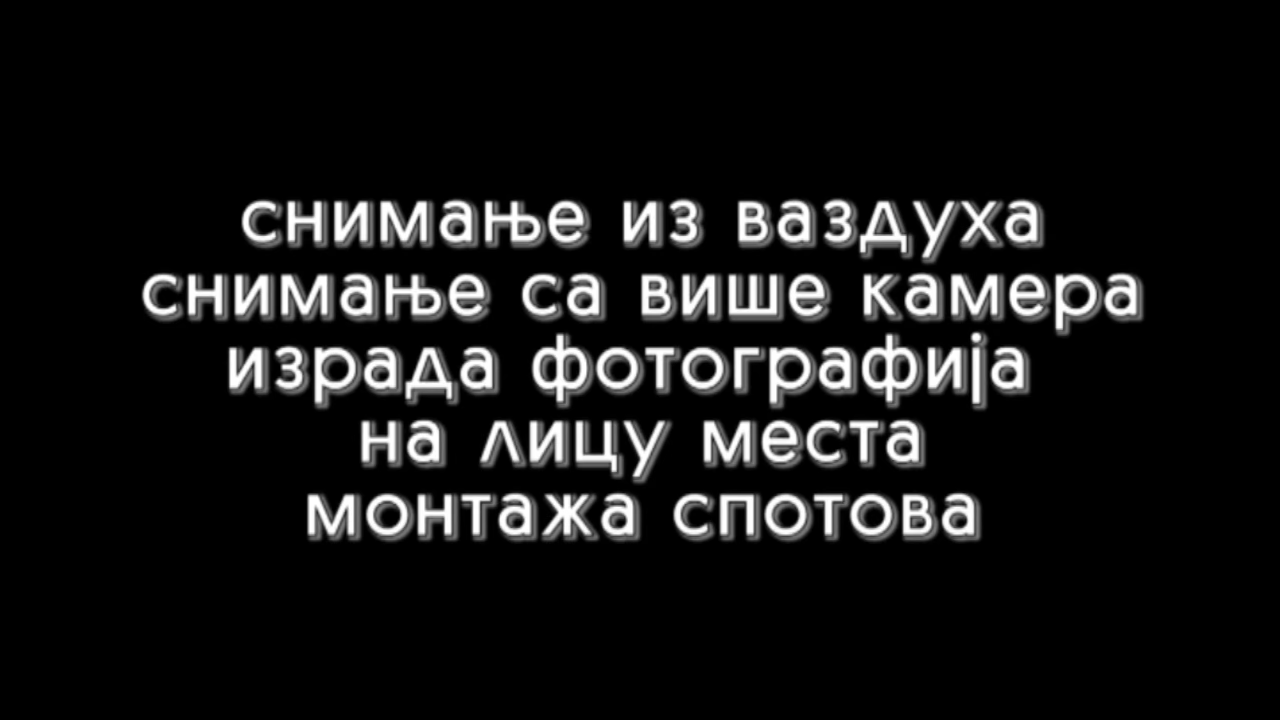 снимање из ваздуха
снимање са више камера
израда фотографија
на лицу места
монтажа спотова